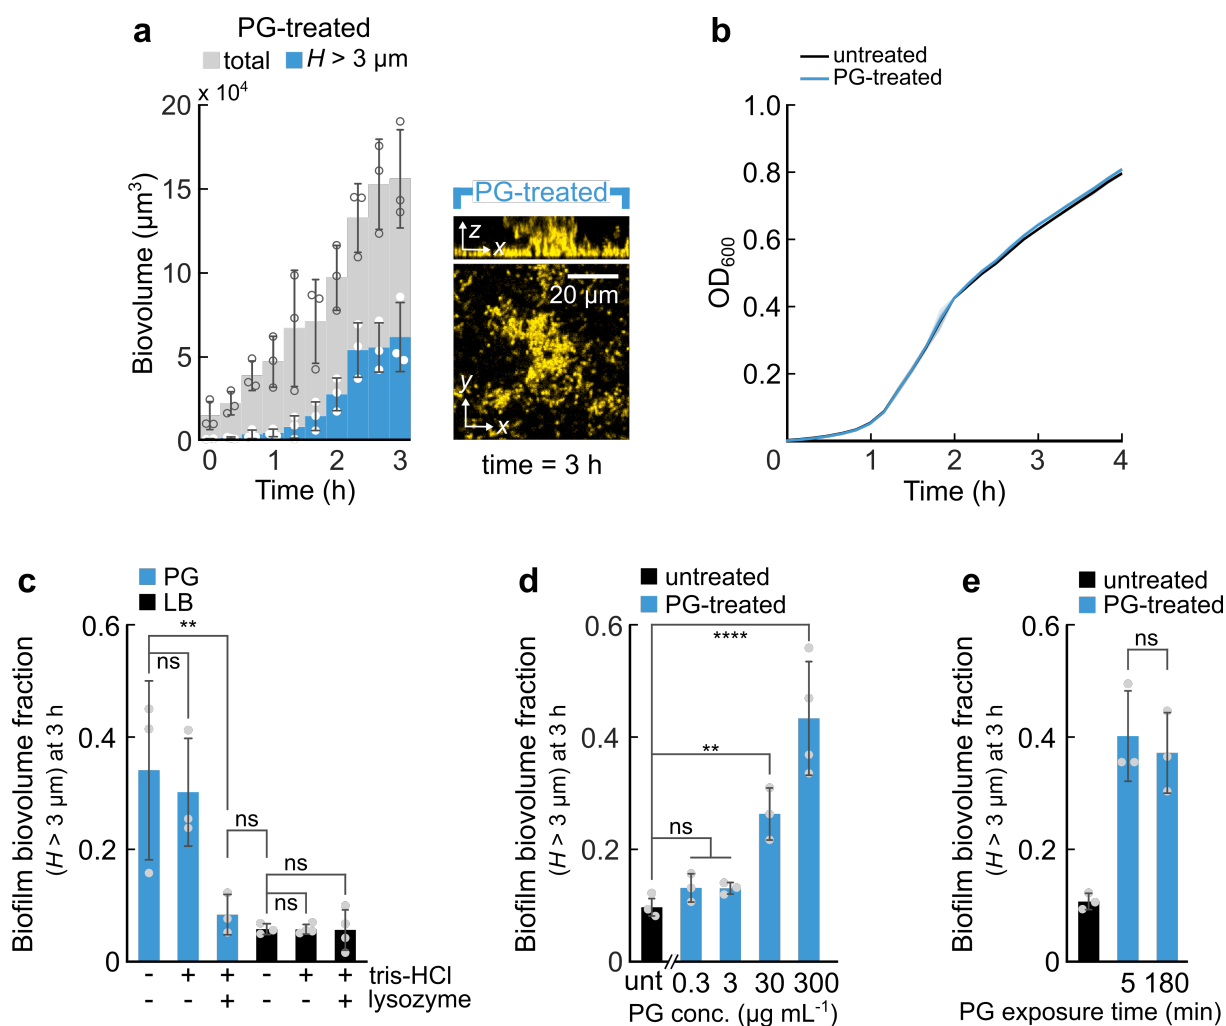 a
PG-treated
total
H > 3 µm
x 10⁴
20
15
10
5
0
Biovolume (µm³)
0 1 2 3
Time (h)
PG-treated
z
x
20 µm
y
x
time = 3 h
b
untreated
PG-treated
1.0
0.8
0.6
0.4
0.2
OD₆₀₀
0 1 2 3 4
Time (h)
c
PG
LB
0.6
0.4
0.2
0
Biofilm biovolume fraction
(H > 3 µm) at 3 h
**
ns
ns
ns
ns
- + + - + + tris-HCl
- - + - - + lysozyme
d
untreated
PG-treated
0.6
0.4
0.2
0
Biofilm biovolume fraction
(H > 3 µm) at 3 h
****
**
ns
unt 0.3 3 30 300
PG conc. (µg mL⁻¹)
e
untreated
PG-treated
0.6
0.4
0.2
0
Biofilm biovolume fraction
(H > 3 µm) at 3 h
ns
5 180
PG exposure time (min)